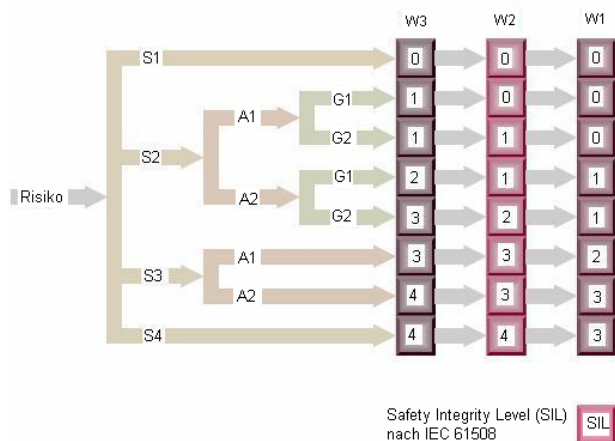 W3 W2 W1
S1 0 0 0
G1 1 0 0
A1
G2 1 1 0
S2
G1 2 1 1
A2
Risiko
G2 3 2 1
A1 3 3 2
S3
A2 4 3 3
S4 4 4 3
Safety Integrity Level (SIL)
nach IEC 61508
SIL